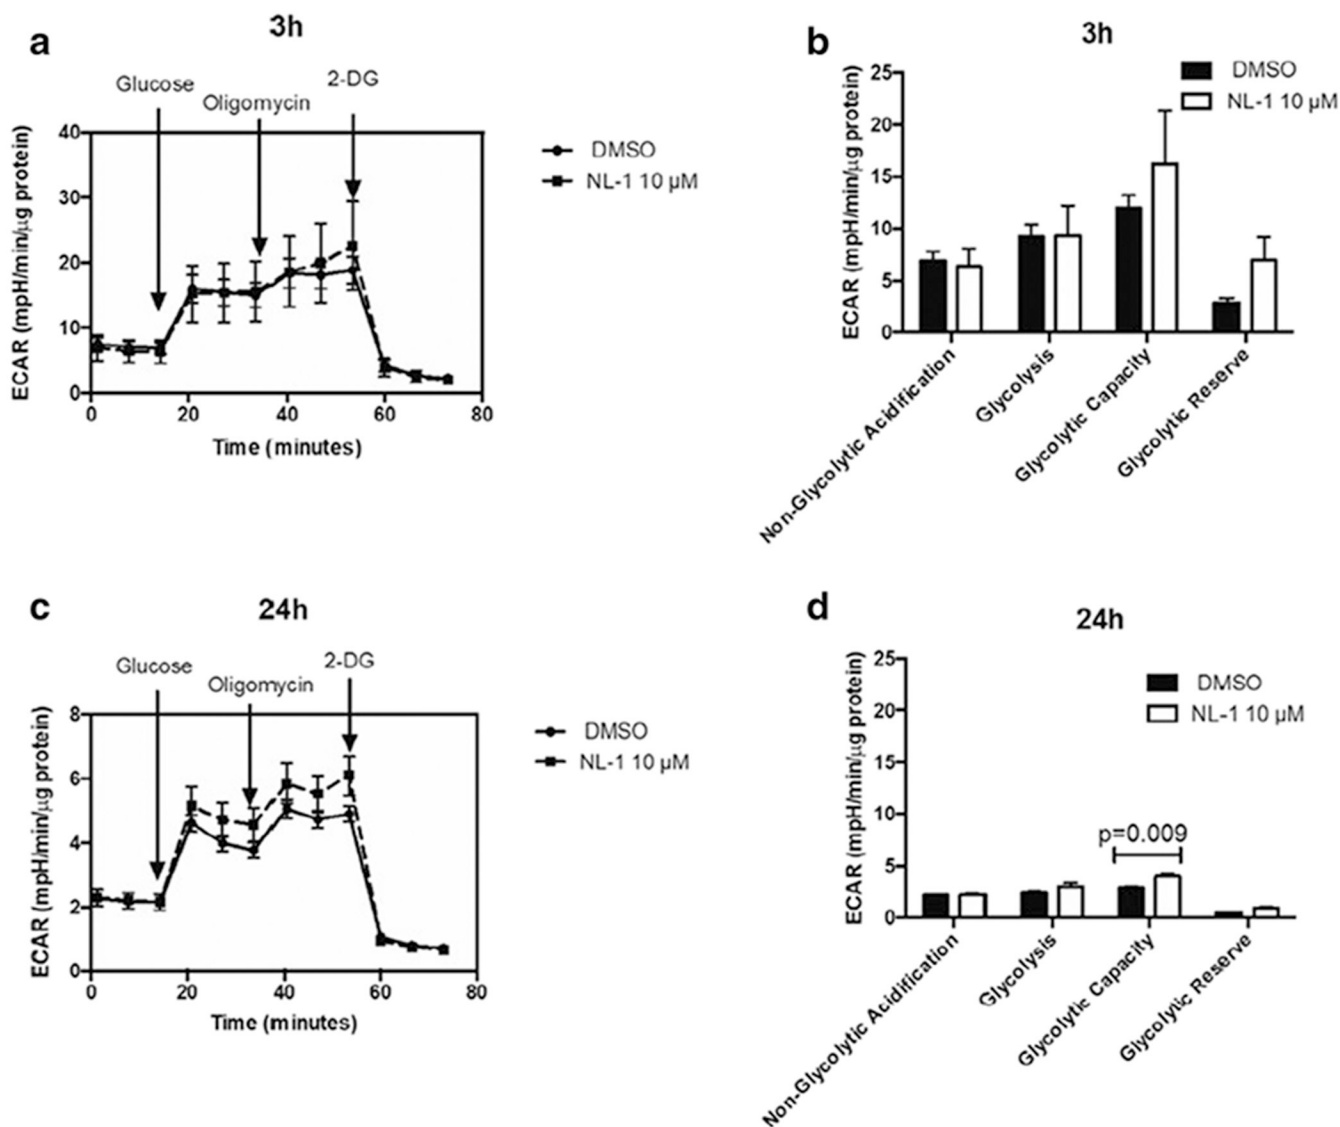 a
3h
Glucose
Oligomycin
2-DG
40
30
20
10
0
0 20 40 60 80
ECAR (mpH/min/µg protein)
Time (minutes)
DMSO
NL-1 10 µM
b
3h
DMSO
NL-1 10 µM
25
20
15
10
5
0
ECAR (mpH/min/µg protein)
Non-Glycolytic Acidification
Glycolysis
Glycolytic Capacity
Glycolytic Reserve
c
24h
Glucose
Oligomycin
2-DG
8
6
4
2
0
0 20 40 60 80
ECAR (mpH/min/µg protein)
Time (minutes)
DMSO
NL-1 10 µM
d
24h
DMSO
NL-1 10 µM
25
20
15
10
5
0
p=0.009
ECAR (mpH/min/µg protein)
Non-Glycolytic Acidification
Glycolysis
Glycolytic Capacity
Glycolytic Reserve